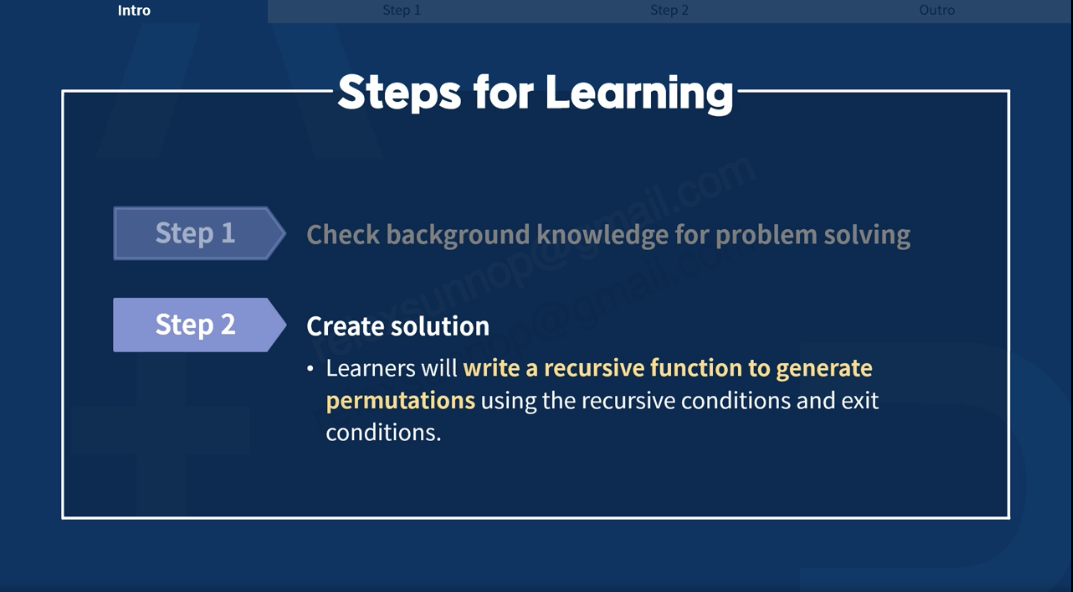 Intro Step 1 Step 2 Outro
Steps for Learning
Step 1 Check background knowledge for problem solving
Step 2 Create solution
• Learners will write a recursive function to generate
permutations using the recursive conditions and exit
conditions.